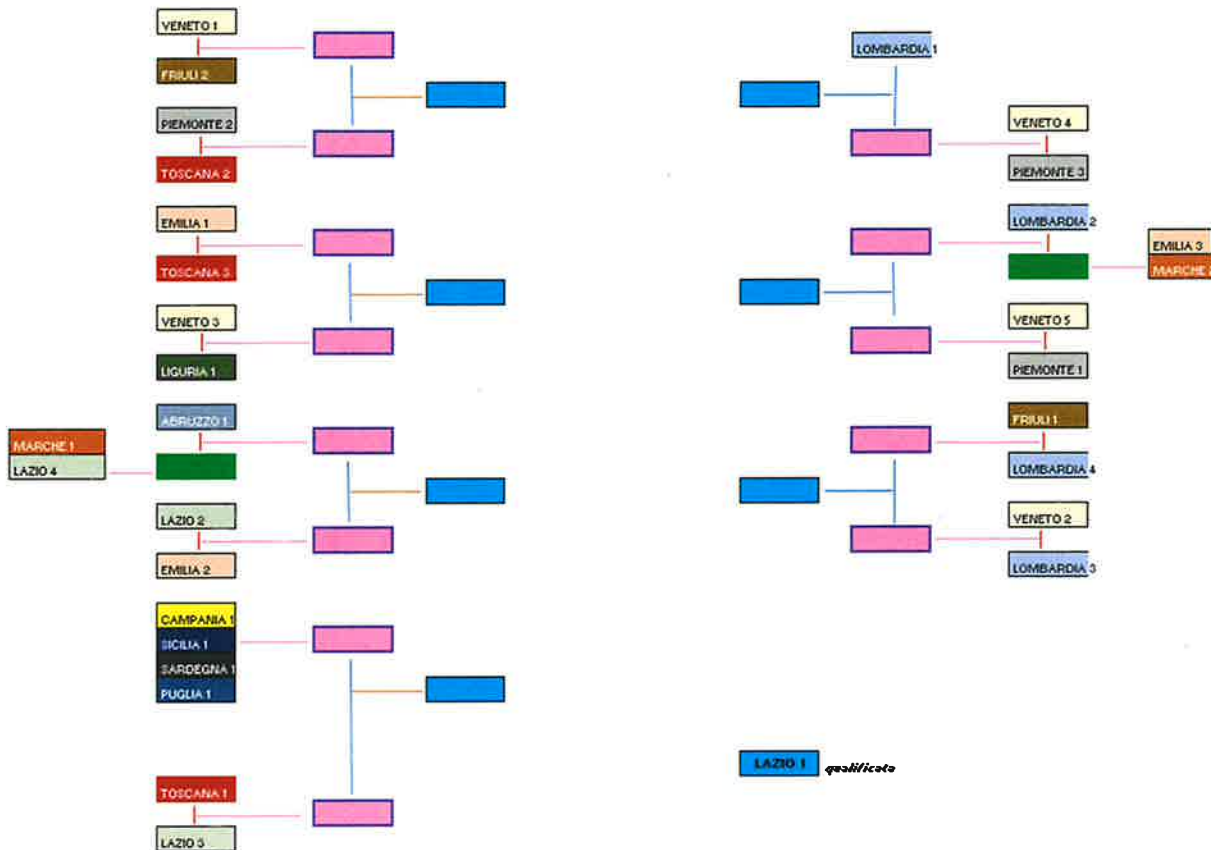 VENETO 1
FRIULI 2
PIEMONTE 2
TOSCANA 2
EMILIA 1
TOSCANA 3
VENETO 3
LIGURIA 1
ABRUZZO 1
MARCHE 1
LAZIO 4
LAZIO 2
EMILIA 2
CAMPANIA 1
SICILIA 1
SARDEGNA 1
PUGLIA 1
TOSCANA 1
LAZIO 3
LOMBARDIA 1
VENETO 4
PIEMONTE 3
LOMBARDIA 2
EMILIA 3
MARCHE
VENETO 5
PIEMONTE 1
FRIULI 1
LOMBARDIA 4
VENETO 2
LOMBARDIA 3
LAZIO 1 qualificata